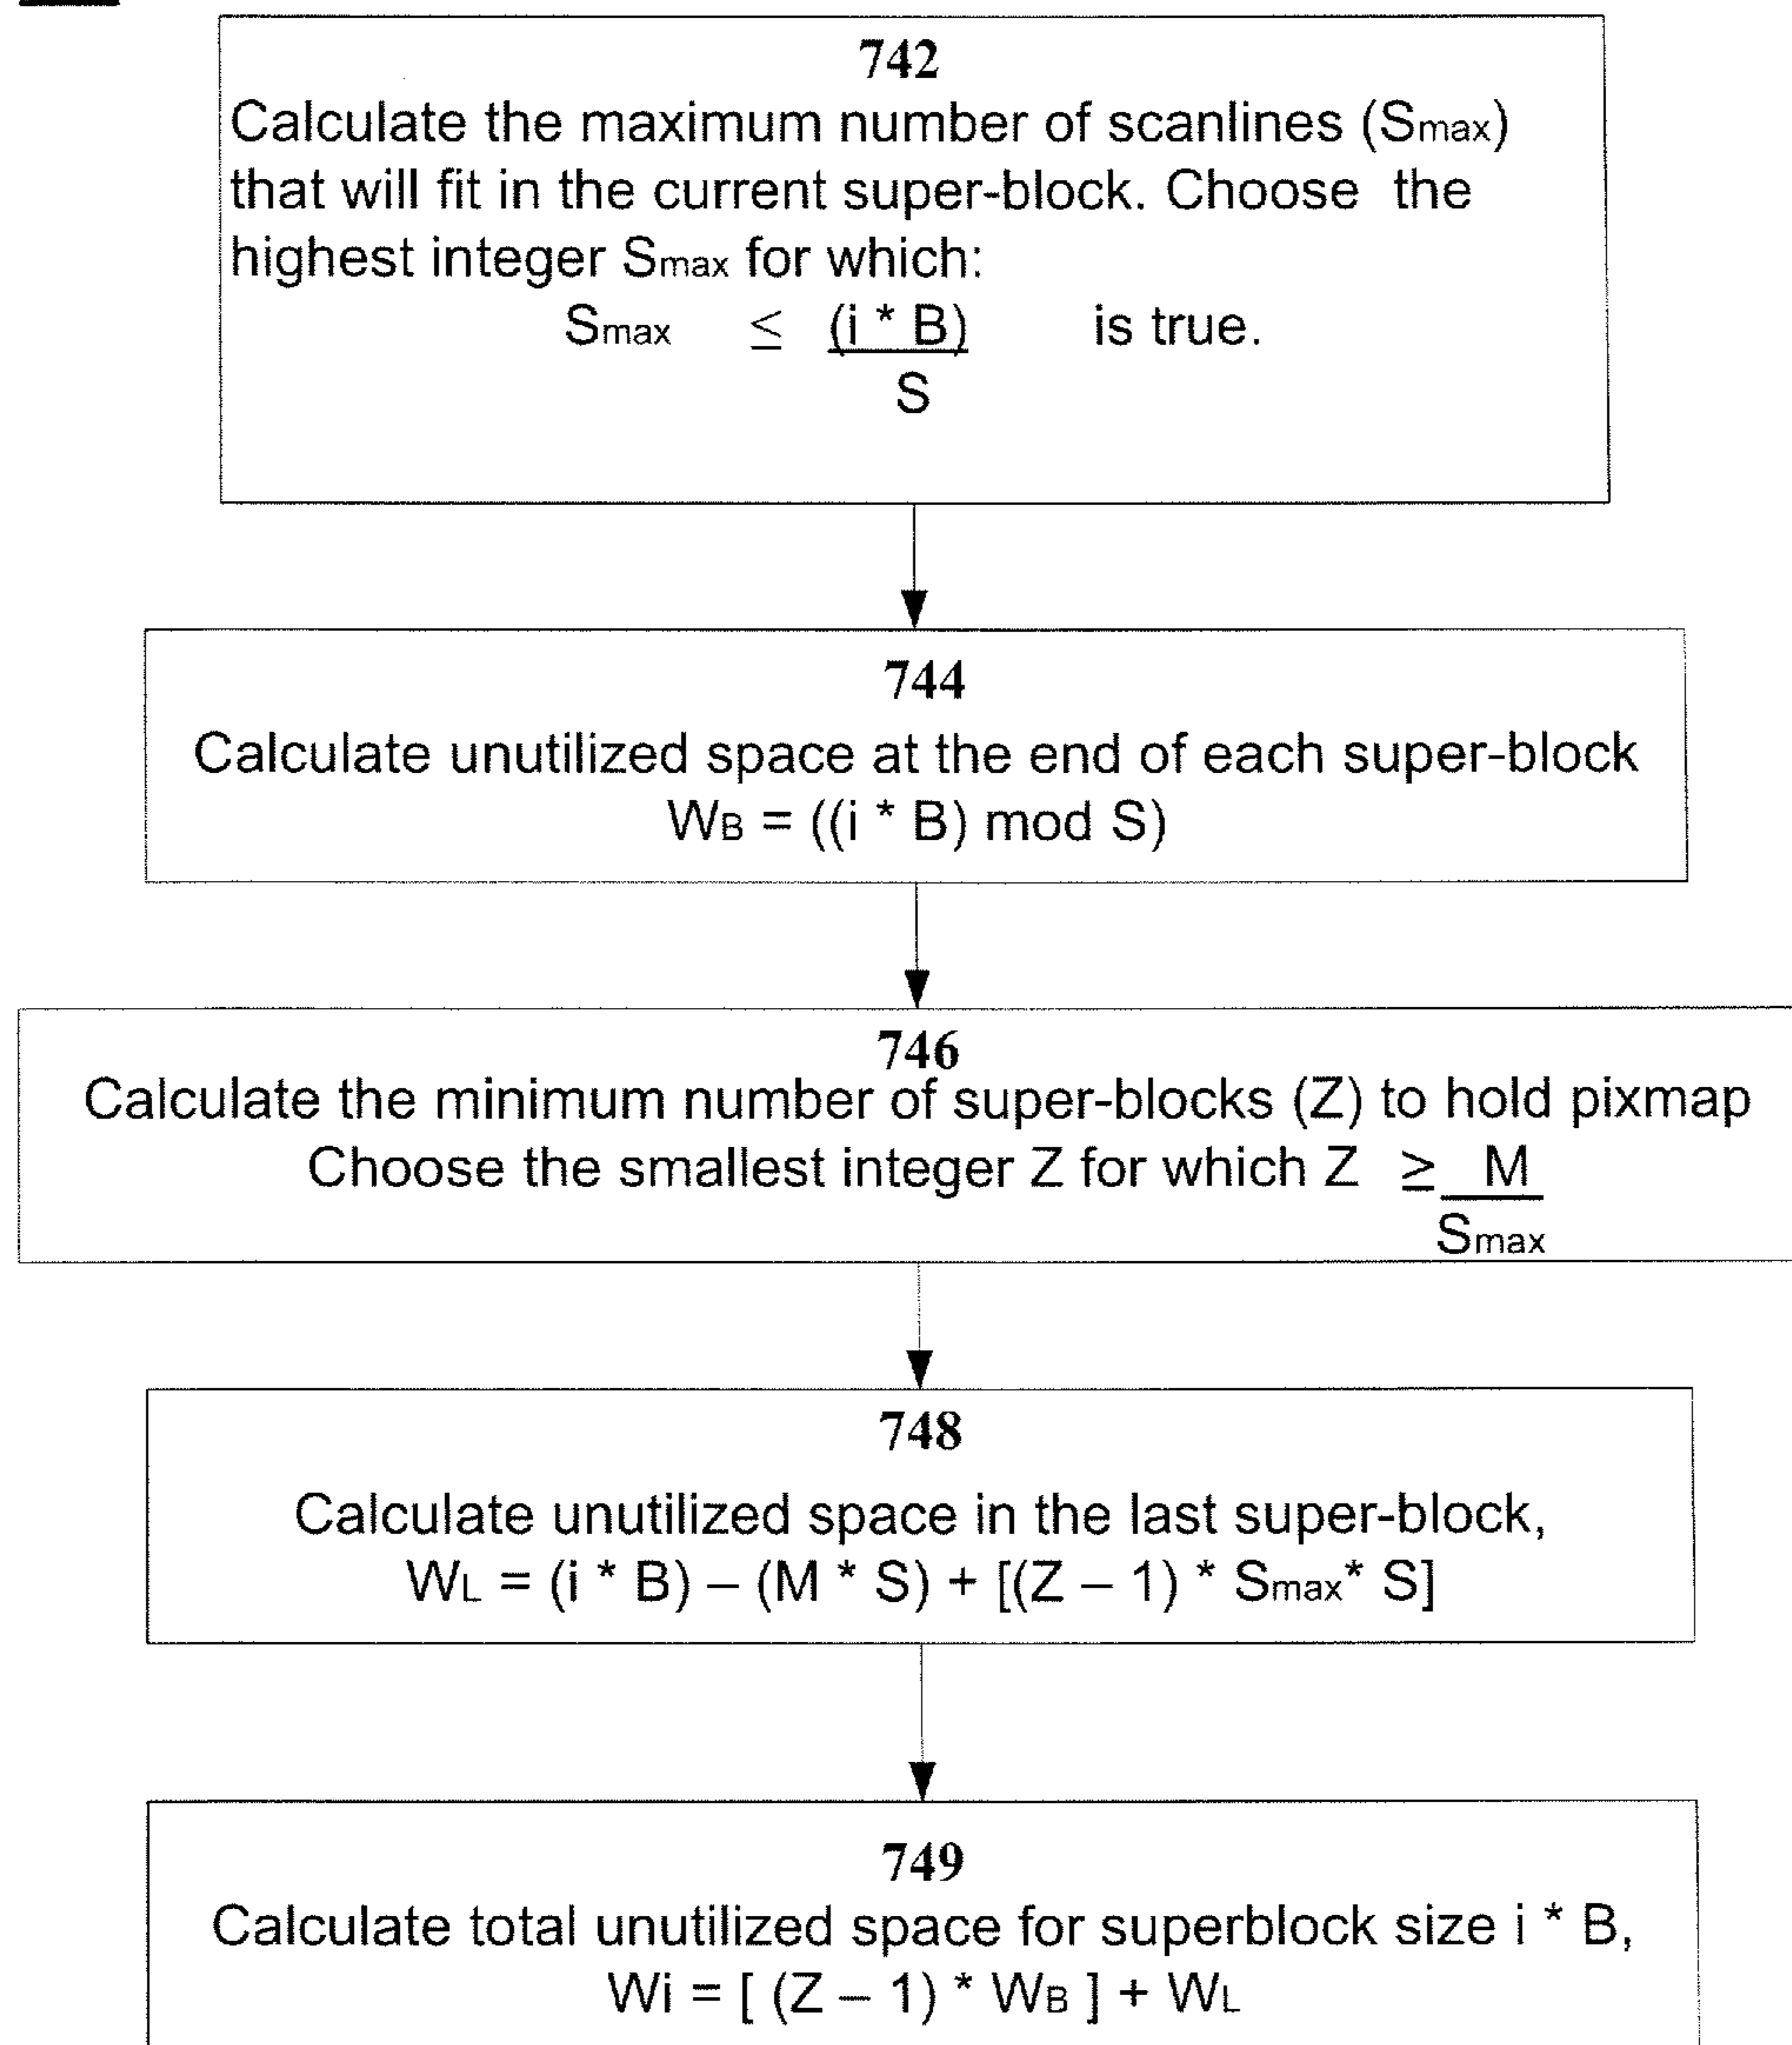 742
Calculate the maximum number of scanlines (Smax)
that will fit in the current super-block. Choose the
highest integer Smax for which:
Smax ≤ (i * B) is true.
S
744
Calculate unutilized space at the end of each super-block
WB = ((i * B) mod S)
746
Calculate the minimum number of super-blocks (Z) to hold pixmap
Choose the smallest integer Z for which Z ≥ M
Smax
748
Calculate unutilized space in the last super-block,
WL = (i * B) – (M * S) + [(Z – 1) * Smax* S]
749
Calculate total unutilized space for superblock size i * B,
Wi = [ (Z – 1) * WB ] + WL